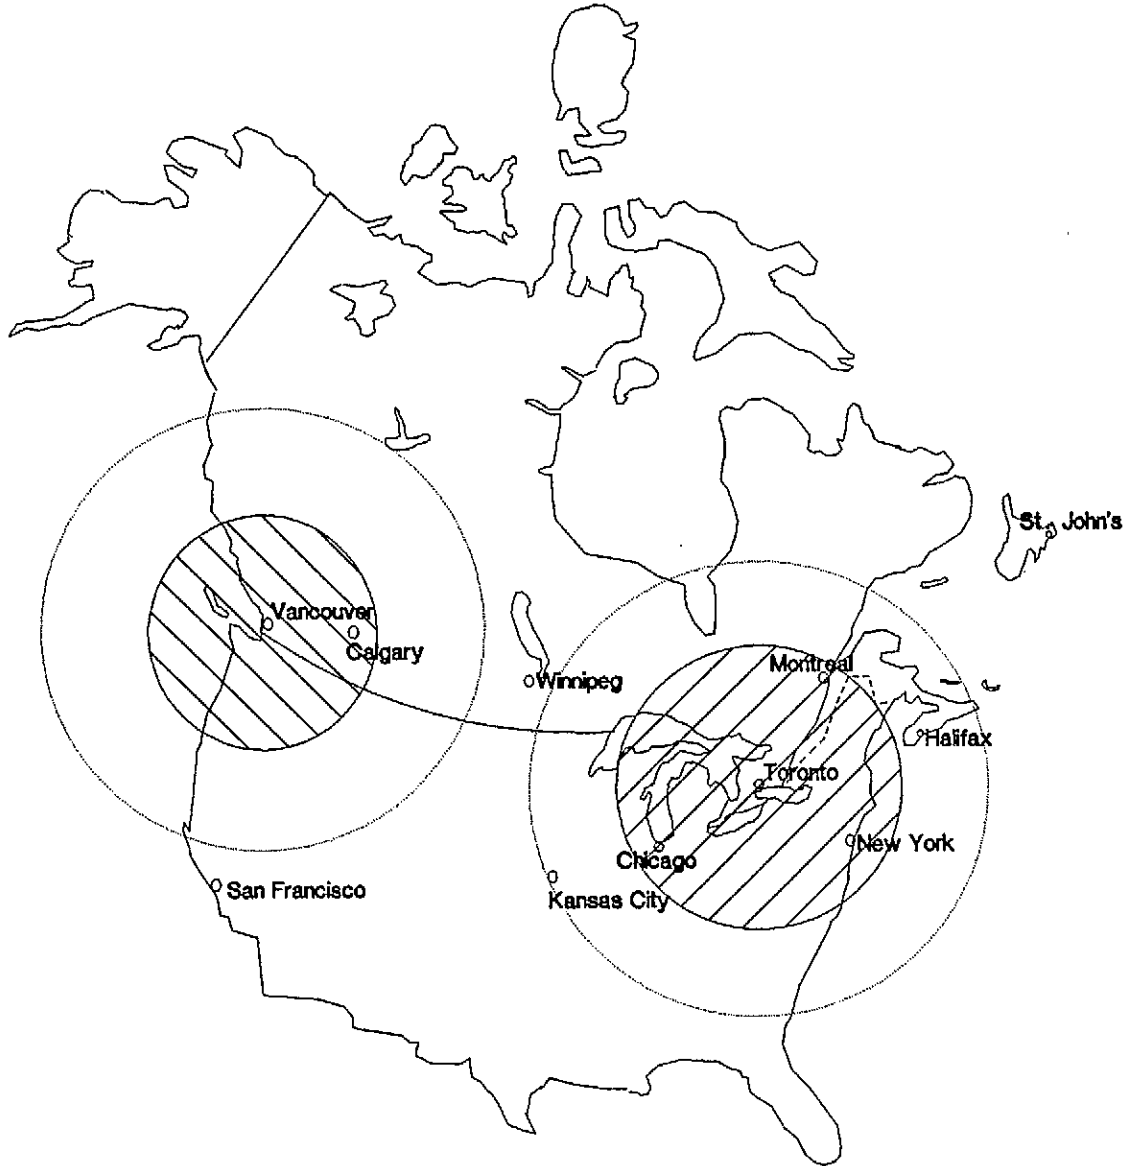 St. John's
Vancouver
Calgary
Winnipeg
Montreal
Halifax
Toronto
New York
Chicago
San Francisco
Kansas City